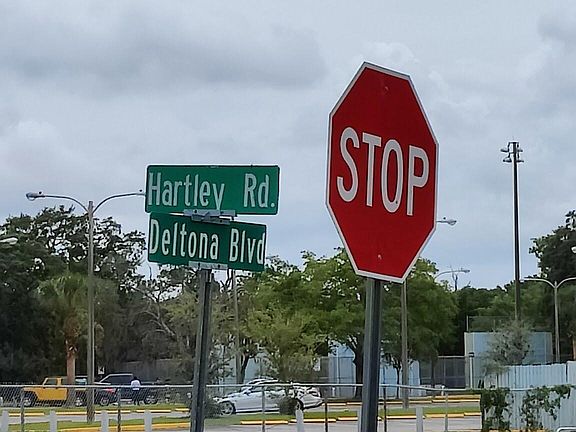 Hartley Rd.
Deltona Blvd
STOP